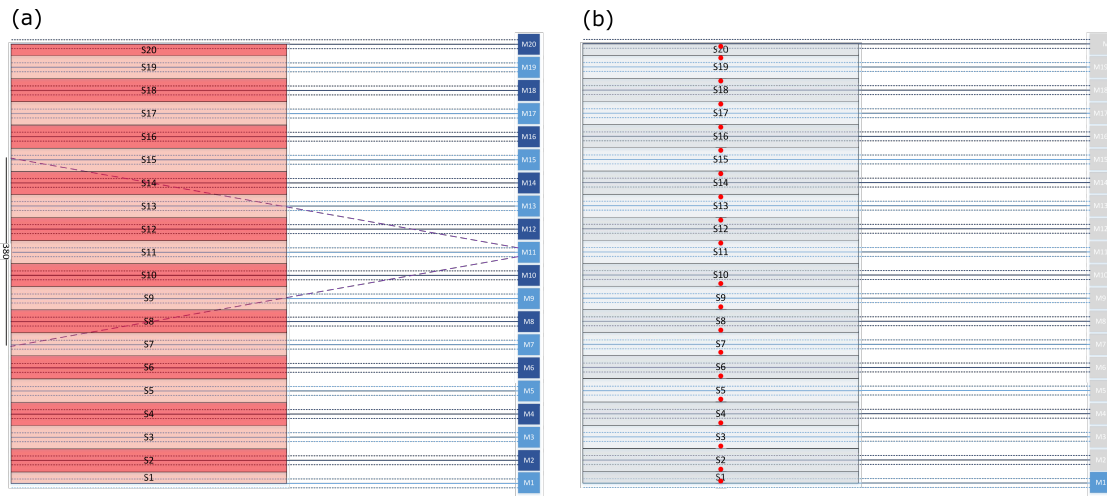 (a)
(b)
S20
M20
S19
M19
S18
M18
S17
M17
S16
M16
S15
M15
S14
M14
S13
M13
S12
M12
380
S11
M11
S10
M10
S9
M9
S8
M8
S7
M7
S6
M6
S5
M5
S4
M4
S3
M3
S2
M2
S1
M1
S20
M
S19
S18
S17
S16
S15
S14
S13
S12
S11
S10
S9
S8
S7
S6
S5
S4
S3
S2
M2
S1
M1